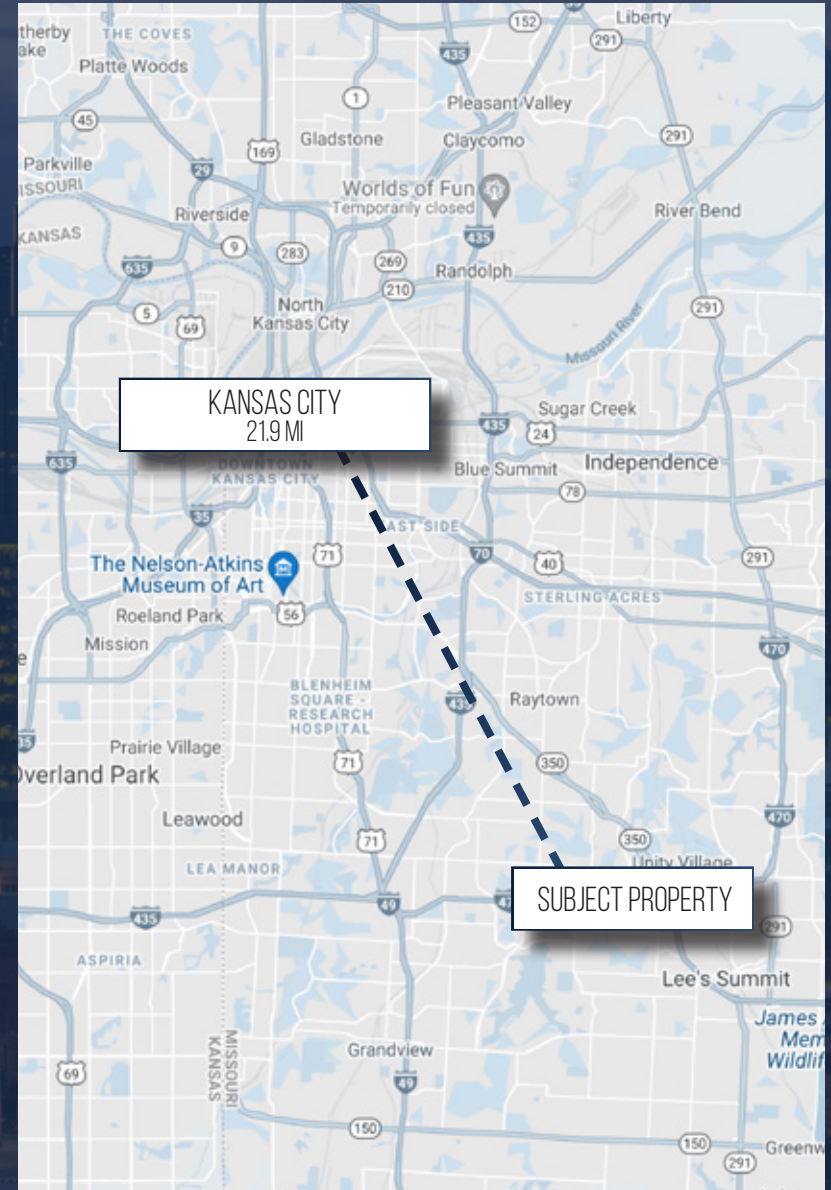 152
Liberty
therby
ake
THE COVES
291
435
Platte Woods
1
Pleasant Valley
45
Gladstone
Claycomo
291
169
Parkville
29
ISSOURI
Worlds of Fun
Temporarily closed
Riverside
River Bend
KANSAS
9
435
283
635
269
Randolph
210
North
Kansas City
5
69
291
Missouri River
KANSAS CITY
21.9 MI
Sugar Creek
435
24
635
DOWNTOWN
KANSAS CITY
Blue Summit
Independence
78
35
EAST SIDE
71
70
40
291
The Nelson-Atkins
Museum of Art
STERLING ACRES
Roeland Park
56
Mission
470
BLENHEIM
SQUARE -
RESEARCH
HOSPITAL
435
Raytown
35
Prairie Village
71
350
Overland Park
Leawood
470
71
350
Unity Village
LEA MANOR
SUBJECT PROPERTY
49
435
291
ASPIRIA
Lee's Summit
James
Mem
Wildlif
MISSOURI
KANSAS
Grandview
69
49
150
150
Greenw
291